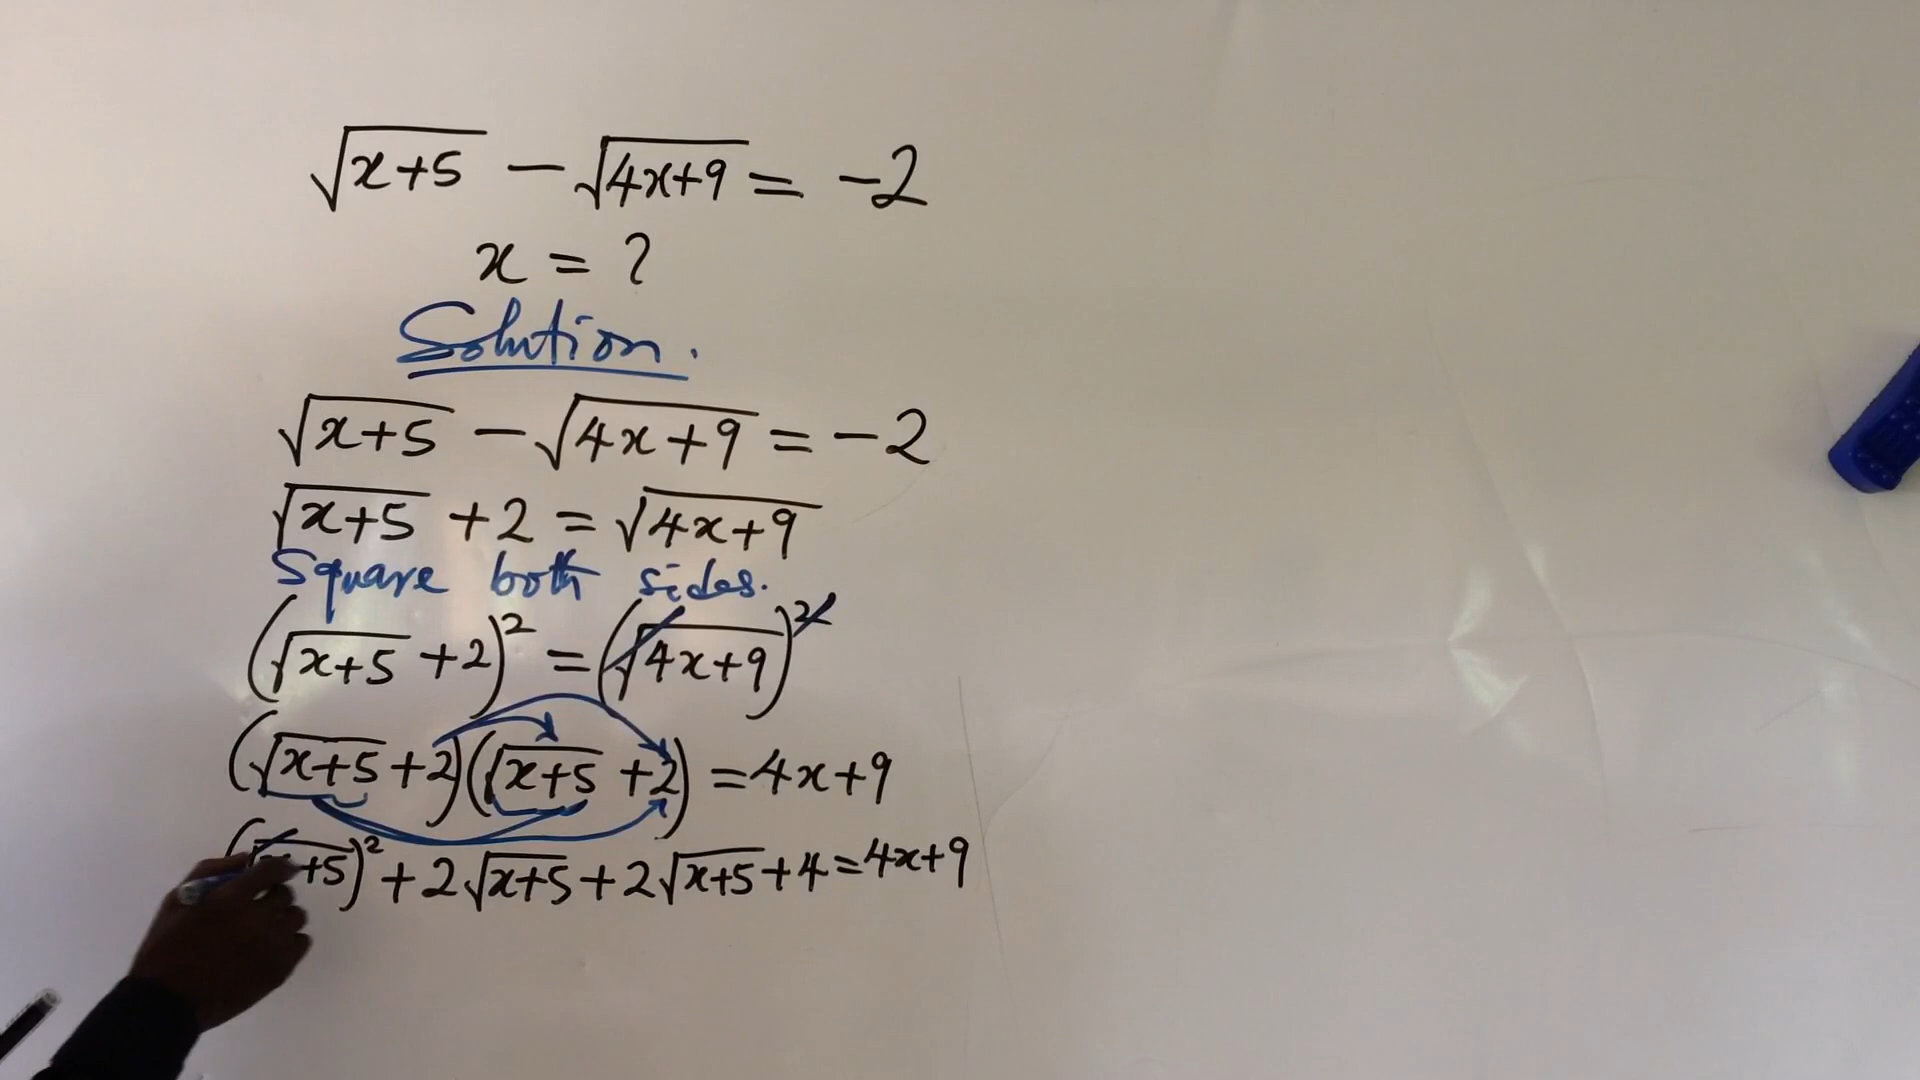 √(x+5) − √(4x+9) = −2
x = ?
Solution.
√(x+5) − √(4x+9) = −2
√(x+5) + 2 = √(4x+9)
Square both sides.
(√(x+5) + 2)² = (√(4x+9))²
(√(x+5) + 2)(√(x+5) + 2) = 4x+9
+5)² + 2√(x+5) + 2√(x+5) + 4 = 4x+9